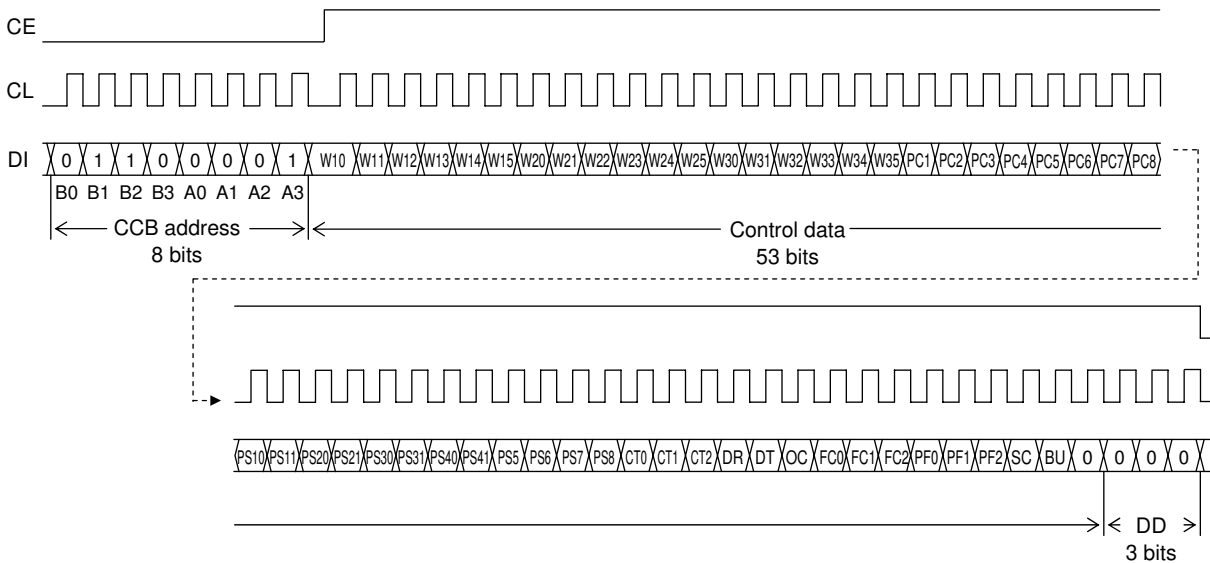 CE
CL
DI 0 1 1 0 0 0 0 1 W10 W11 W12 W13 W14 W15 W20 W21 W22 W23 W24 W25 W30 W31 W32 W33 W34 W35 PC1 PC2 PC3 PC4 PC5 PC6 PC7 PC8
B0 B1 B2 B3 A0 A1 A2 A3
CCB address Control data
8 bits 53 bits
PS10 PS11 PS20 PS21 PS30 PS31 PS40 PS41 PS5 PS6 PS7 PS8 CT0 CT1 CT2 DR DT OC FC0 FC1 FC2 PF0 PF1 PF2 SC BU 0 0 0 0
DD
3 bits